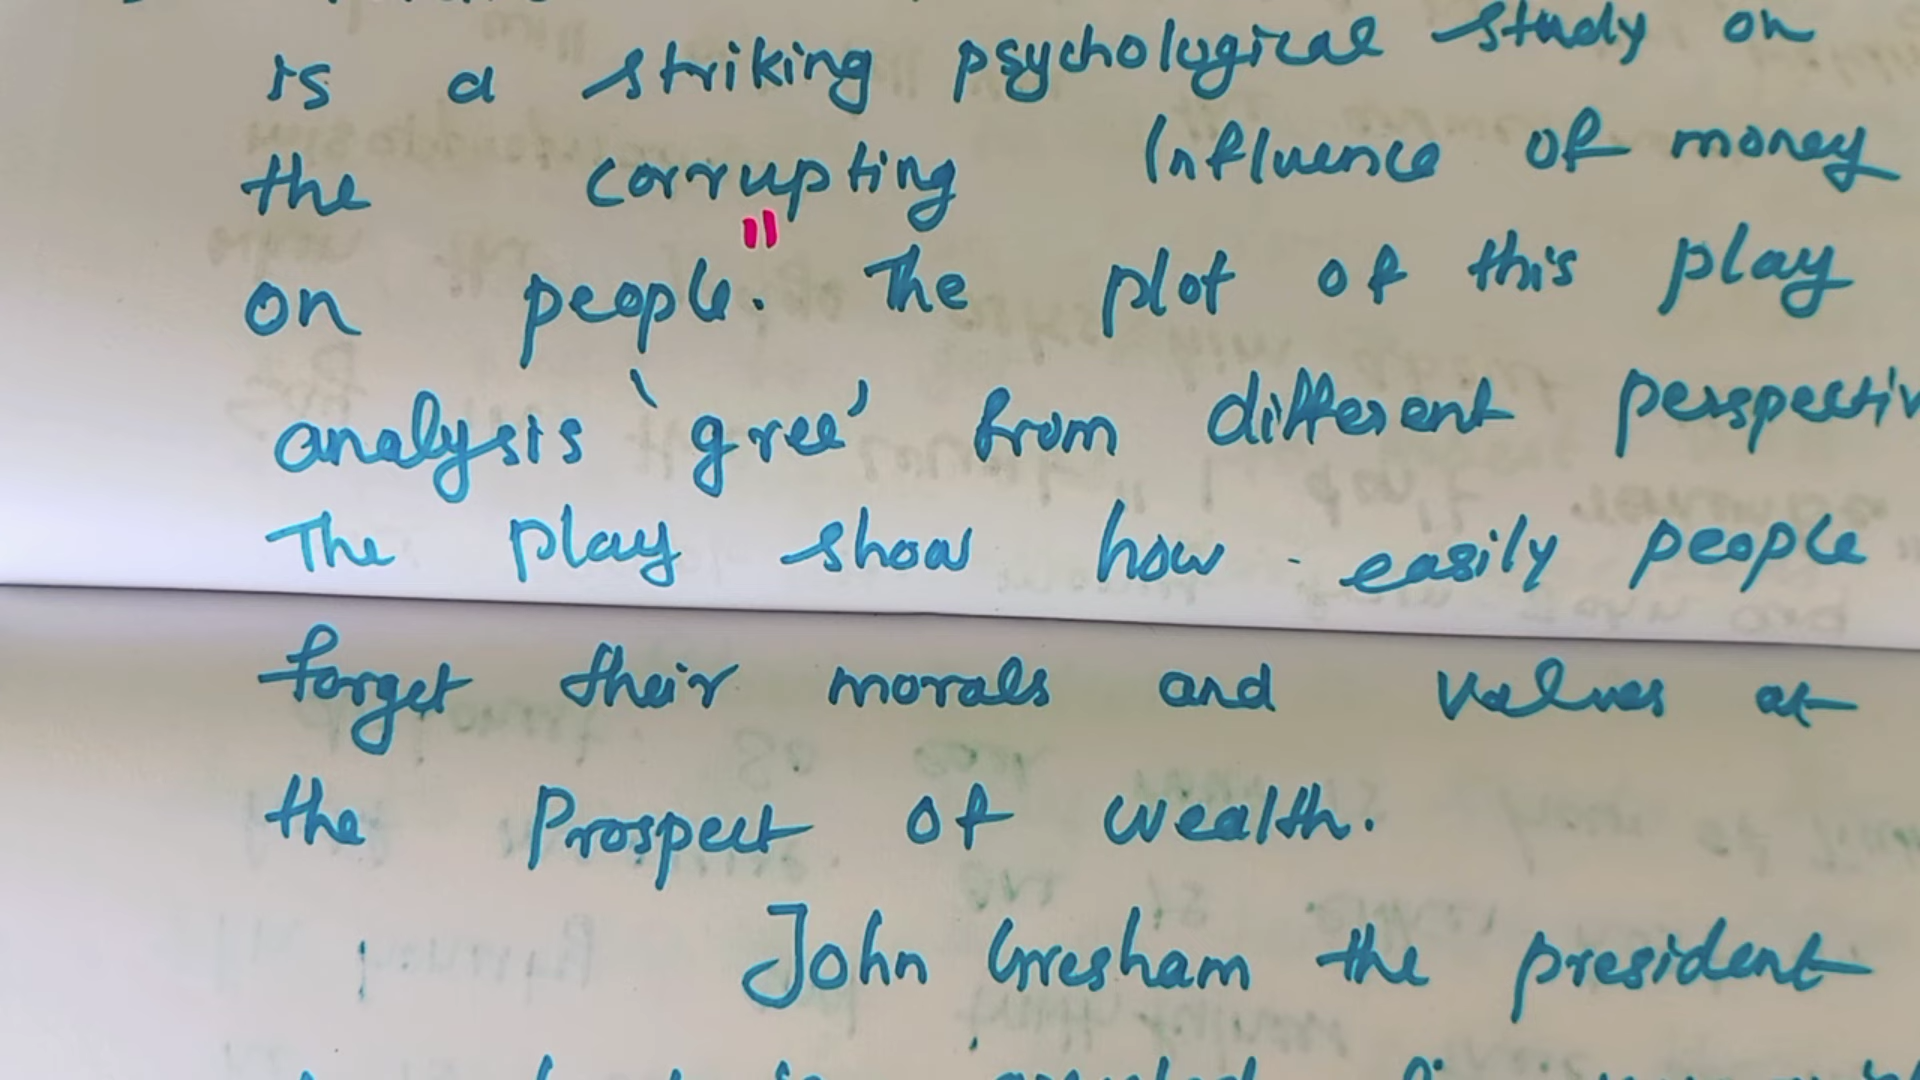 is a striking psychological study on
the corrupting Influence of money
on people." The plot of this play
analysis 'gree' from different
The play show how easily people
forget their morals and values at
the Prospect of wealth.
John Gresham the president